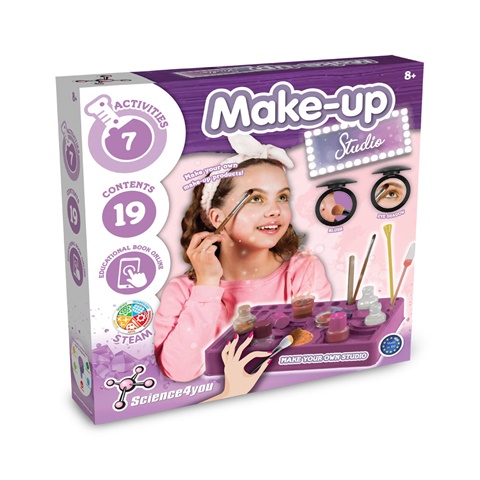 8+
ACTIVITIES
7
CONTENTS
19
EDUCATIONAL BOOK ONLINE
STEAM
Science4you
Make-up
Studio
Make your own
make-up products!
BLUSH
EYE SHADOW
MAKE YOUR OWN STUDIO